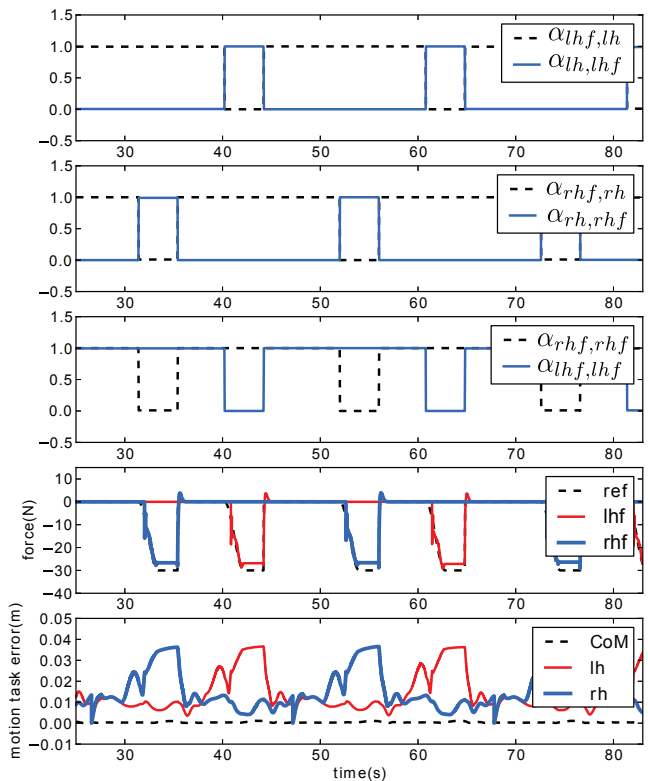 1.5
α_{lhf,lh}
1.0
α_{lh,lhf}
0.5
0.0
−0.5
30 40 50 60 70 80
1.5
α_{rhf,rh}
1.0
α_{rh,rhf}
0.5
0.0
−0.5
30 40 50 60 70 80
1.5
α_{rhf,rhf}
1.0
α_{lhf,lhf}
0.5
0.0
−0.5
30 40 50 60 70 80
force(N)
10
0
−10
−20
−30
−40
ref
lhf
rhf
30 40 50 60 70 80
motion task error(m)
0.05
0.04
0.03
0.02
0.01
0.00
−0.01
CoM
lh
rh
30 40 50 60 70 80
time(s)